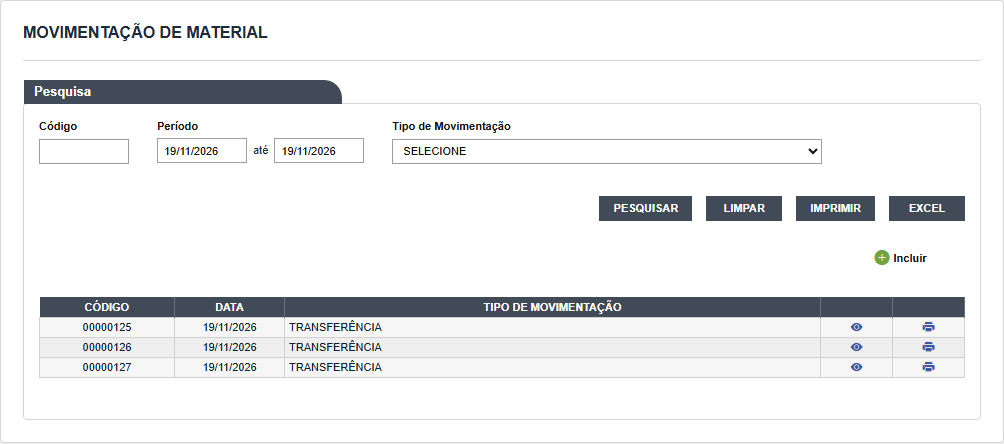 MOVIMENTAÇÃO DE MATERIAL
Pesquisa
Código Período Tipo de Movimentação
19/11/2026 até 19/11/2026 SELECIONE
PESQUISAR LIMPAR IMPRIMIR EXCEL
Incluir
CÓDIGO DATA TIPO DE MOVIMENTAÇÃO
00000125 19/11/2026 TRANSFERÊNCIA
00000126 19/11/2026 TRANSFERÊNCIA
00000127 19/11/2026 TRANSFERÊNCIA